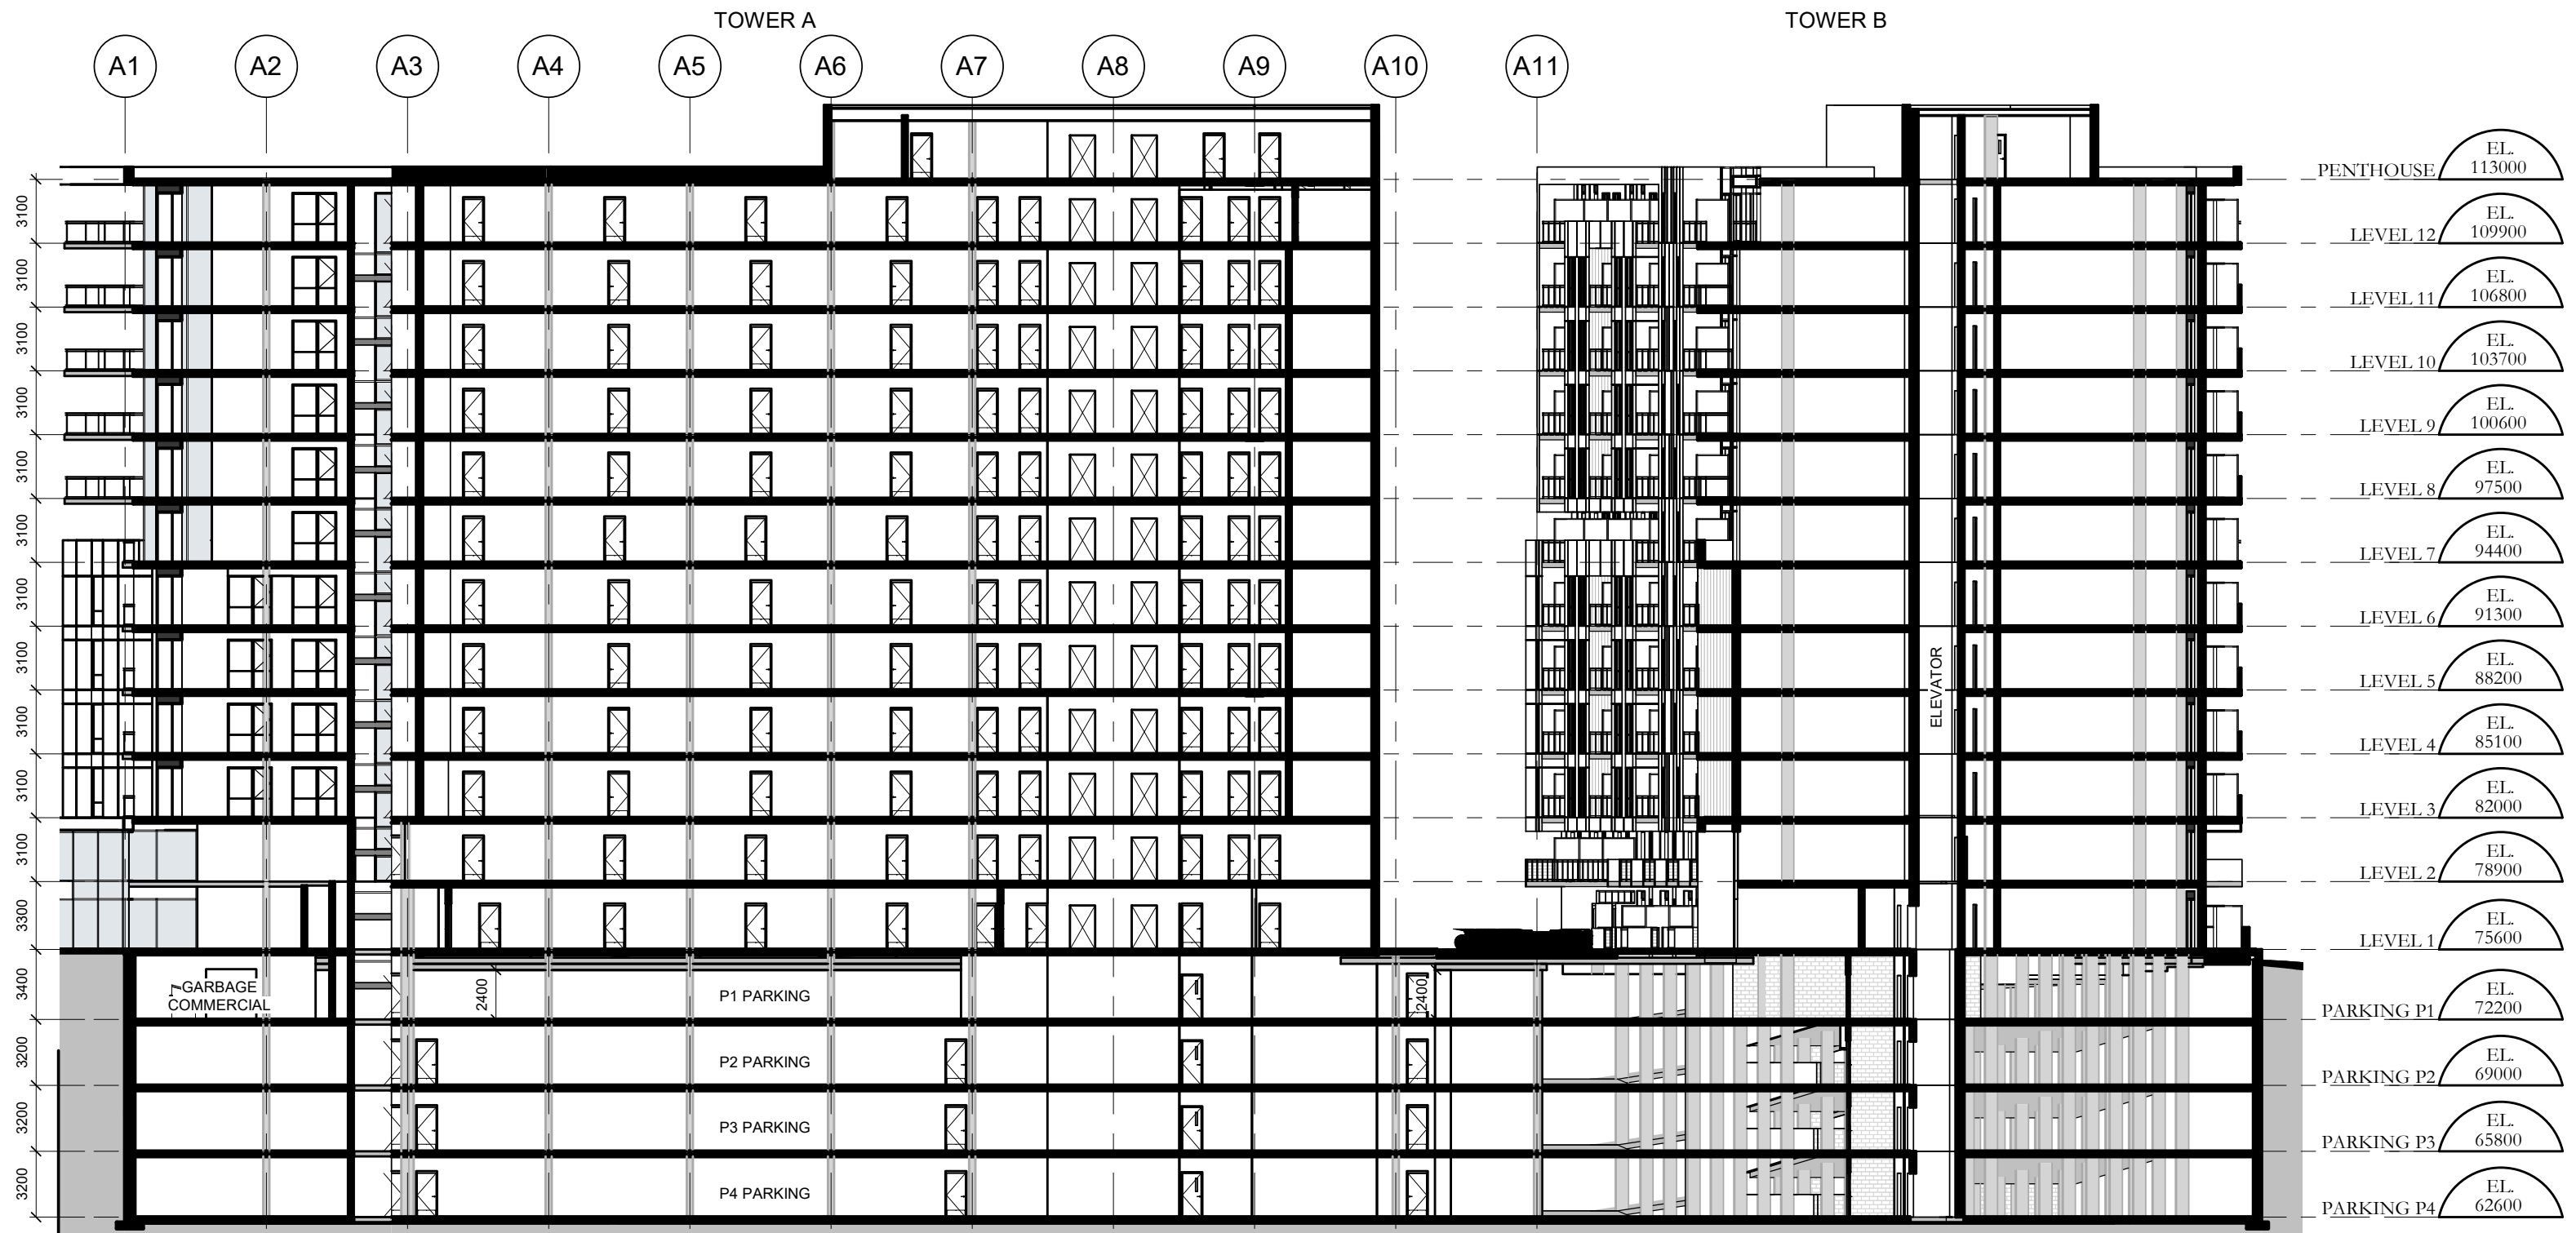 TOWER A
TOWER B
A1 A2 A3 A4 A5 A6 A7 A8 A9 A10 A11
PENTHOUSE EL. 113000
3100
LEVEL 12 EL. 109900
3100
LEVEL 11 EL. 106800
3100
LEVEL 10 EL. 103700
3100
LEVEL 9 EL. 100600
3100
LEVEL 8 EL. 97500
3100
LEVEL 7 EL. 94400
3100
LEVEL 6 EL. 91300
3100
LEVEL 5 EL. 88200
ELEVATOR
3100
LEVEL 4 EL. 85100
3100
LEVEL 3 EL. 82000
3100
LEVEL 2 EL. 78900
3300
LEVEL 1 EL. 75600
3400
GARBAGE
COMMERCIAL
2400
P1 PARKING
2400
PARKING P1 EL. 72200
3200
P2 PARKING
PARKING P2 EL. 69000
3200
P3 PARKING
PARKING P3 EL. 65800
3200
P4 PARKING
PARKING P4 EL. 62600